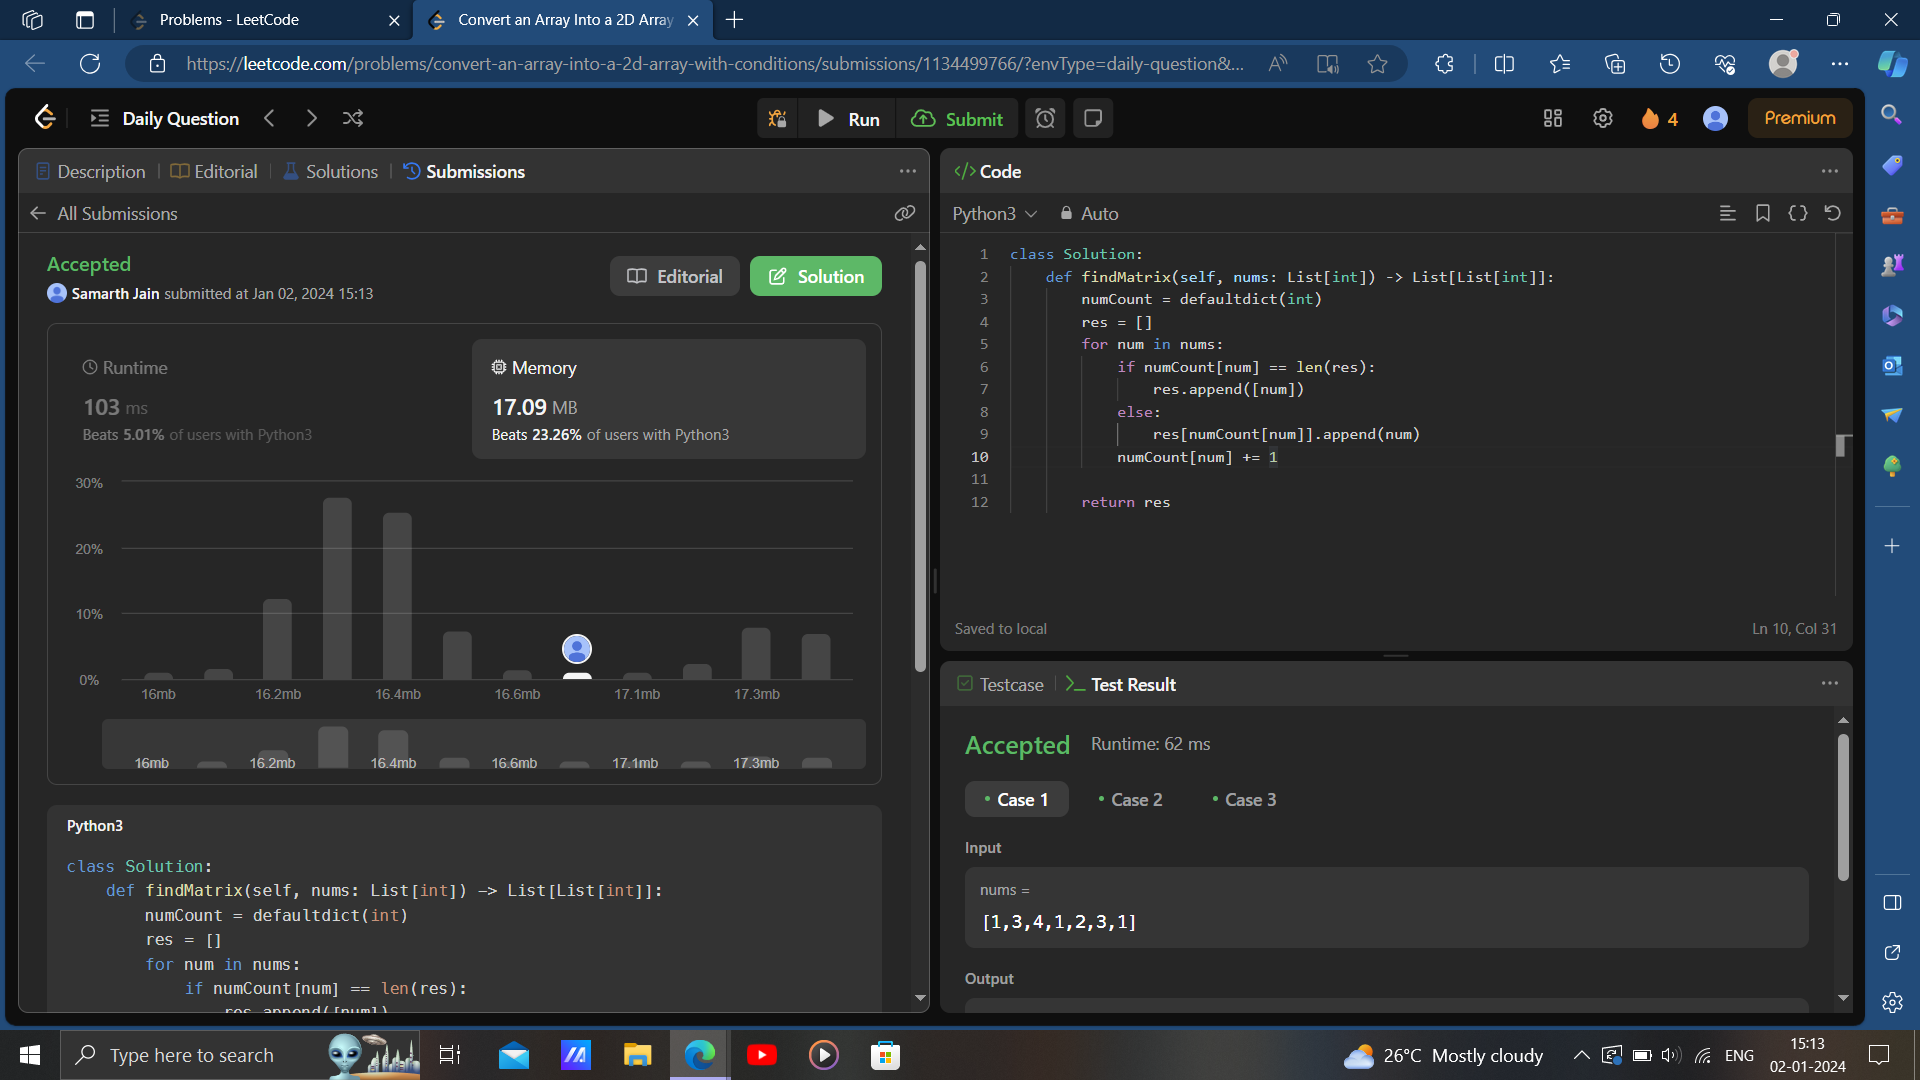 Problems - LeetCode
Convert an Array Into a 2D Array
https://leetcode.com/problems/convert-an-array-into-a-2d-array-with-conditions/submissions/1134499766/?envType=daily-question&...
Daily Question
Run
Submit
4
Premium
Description
Editorial
Solutions
Submissions
All Submissions
Accepted
Samarth Jain submitted at Jan 02, 2024 15:13
Editorial
Solution
Runtime
103 ms
Beats 5.01% of users with Python3
Memory
17.09 MB
Beats 23.26% of users with Python3
30%
20%
10%
0%
16mb 16.2mb 16.4mb 16.6mb 17.1mb 17.3mb
16mb 16.2mb 16.4mb 16.6mb 17.1mb 17.3mb
Python3
class Solution:
def findMatrix(self, nums: List[int]) -> List[List[int]]:
numCount = defaultdict(int)
res = []
for num in nums:
if numCount[num] == len(res):
res.append([num])
</> Code
Python3 Auto
1 class Solution:
2 def findMatrix(self, nums: List[int]) -> List[List[int]]:
3 numCount = defaultdict(int)
4 res = []
5 for num in nums:
6 if numCount[num] == len(res):
7 res.append([num])
8 else:
9 res[numCount[num]].append(num)
10 numCount[num] += 1
11
12 return res
Saved to local
Ln 10, Col 31
Testcase
Test Result
Accepted Runtime: 62 ms
Case 1
Case 2
Case 3
Input
nums =
[1,3,4,1,2,3,1]
Output
Type here to search
26°C Mostly cloudy
ENG
15:13
02-01-2024